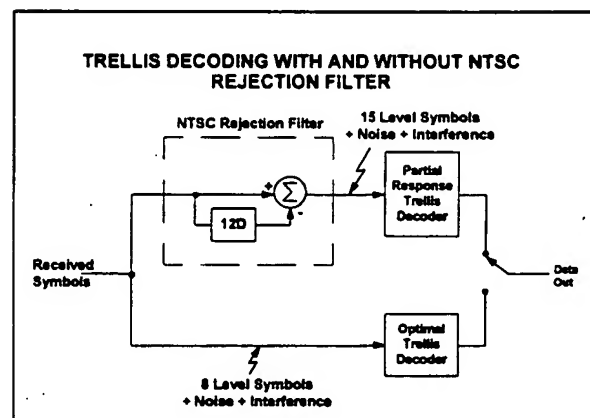 TRELLIS DECODING WITH AND WITHOUT NTSC
REJECTION FILTER
15 Level Symbols
+ Noise + Interference
NTSC Rejection Filter
Partial
Response
Trellis
Decoder
+
Σ
-
12D
Received
Symbols
Data
Out
Optimal
Trellis
Decoder
8 Level Symbols
+ Noise + Interference